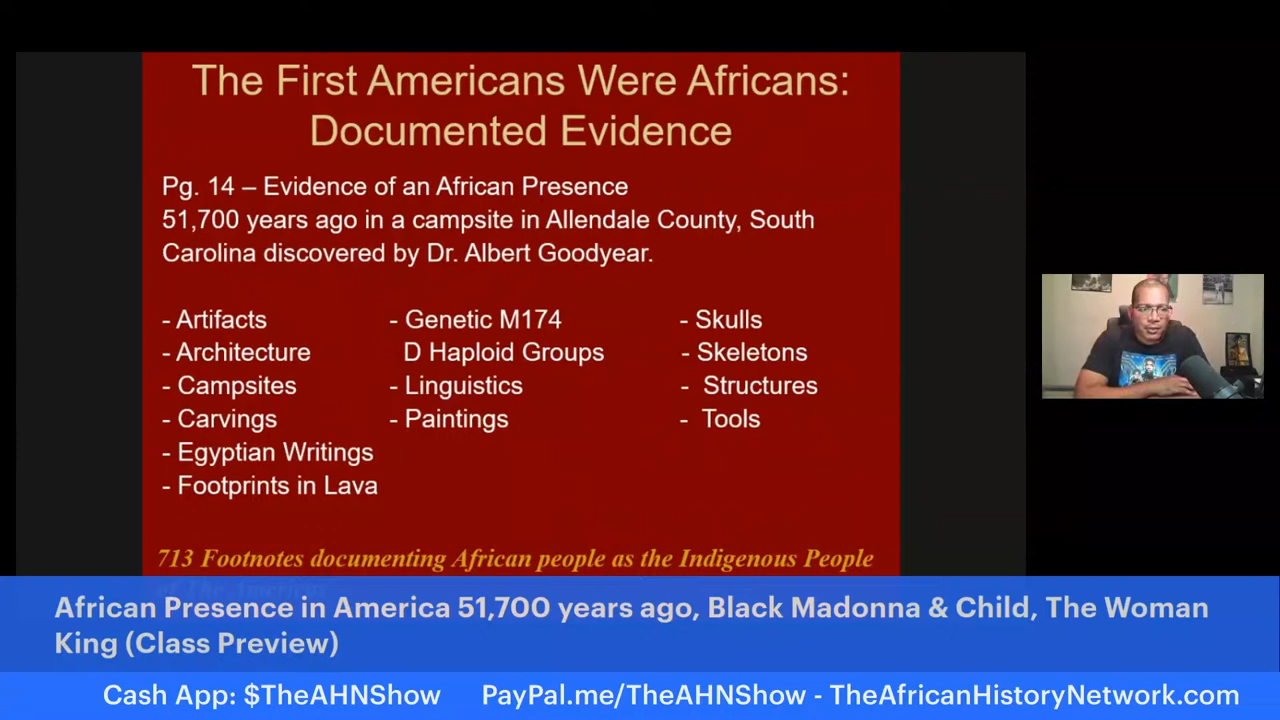 The First Americans Were Africans:
Documented Evidence
Pg. 14 – Evidence of an African Presence
51,700 years ago in a campsite in Allendale County, South
Carolina discovered by Dr. Albert Goodyear.
- Artifacts
- Architecture
- Campsites
- Carvings
- Egyptian Writings
- Footprints in Lava
- Genetic M174
D Haploid Groups
- Linguistics
- Paintings
- Skulls
- Skeletons
- Structures
- Tools
713 Footnotes documenting African people as the Indigenous People
of The Americas
African Presence in America 51,700 years ago, Black Madonna & Child, The Woman
King (Class Preview)
Cash App: $TheAHNShow PayPal.me/TheAHNShow - TheAfricanHistoryNetwork.com